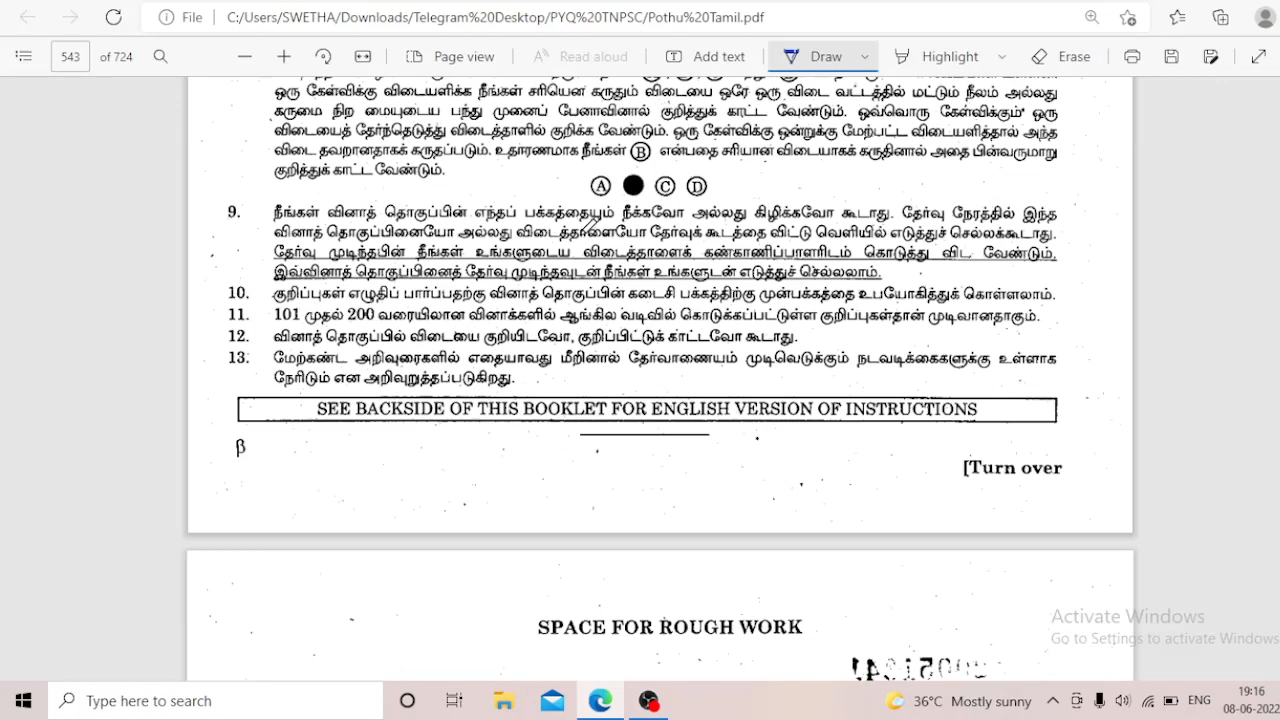 File
C:/Users/SWETHA/Downloads/Telegram%20Desktop/PYQ%20TNPSC/Pothu%20Tamil.pdf
543 of 724
Page view
Read aloud
Add text
Draw
Highlight
Erase
ஒரு கேள்விக்கு விடையளிக்க நீங்கள் சரியென கருதும் விடையை ஒரே ஒரு விடை வட்டத்தில் மட்டும் நீலம் அல்லது
கருமை நிற மையுடைய பந்து முனைப் பேனாவினால் குறித்துக் காட்ட வேண்டும். ஒவ்வொரு கேள்விக்கும் ஒரு
விடையைத் தேர்ந்தெடுத்து விடைத்தாளில் குறிக்க வேண்டும். ஒரு கேள்விக்கு ஒன்றுக்கு மேற்பட்ட விடையளித்தால் அந்த
விடை தவறானதாகக் கருதப்படும். உதாரணமாக நீங்கள் (B) என்பதை சரியான விடையாகக் கருதினால் அதை பின்வருமாறு
குறித்துக் காட்ட வேண்டும்.
(A) ● (C) (D)
9. நீங்கள் வினாத் தொகுப்பின் எந்தப் பக்கத்தையும் நீக்கவோ அல்லது கிழிக்கவோ கூடாது. தேர்வு நேரத்தில் இந்த
வினாத் தொகுப்பினையோ அல்லது விடைத்தாளையோ தேர்வுக் கூடத்தை விட்டு வெளியில் எடுத்துச் செல்லக்கூடாது.
தேர்வு முடிந்தபின் நீங்கள் உங்களுடைய விடைத்தாளைக் கண்காணிப்பாளரிடம் கொடுத்து விட வேண்டும்.
இவ்வினாத் தொகுப்பினைத் தேர்வு முடிந்தவுடன் நீங்கள் உங்களுடன் எடுத்துச் செல்லலாம்.
10. குறிப்புகள் எழுதிப் பார்ப்பதற்கு வினாத் தொகுப்பின் கடைசி பக்கத்திற்கு முன்பக்கத்தை உபயோகித்துக் கொள்ளலாம்.
11. 101 முதல் 200 வரையிலான வினாக்களில் ஆங்கில வடிவில் கொடுக்கப்பட்டுள்ள குறிப்புகள்தான் முடிவானதாகும்.
12. வினாத் தொகுப்பில் விடையை குறியிடவோ, குறிப்பிட்டுக் காட்டவோ கூடாது.
13. மேற்கண்ட அறிவுரைகளில் எதையாவது மீறினால் தேர்வாணையம் முடிவெடுக்கும் நடவடிக்கைகளுக்கு உள்ளாக
நேரிடும் என அறிவுறுத்தப்படுகிறது.
SEE BACKSIDE OF THIS BOOKLET FOR ENGLISH VERSION OF INSTRUCTIONS
β
[Turn over
SPACE FOR ROUGH WORK
Activate Windows
Go to Settings to activate Windows
Type here to search
36°C Mostly sunny
ENG
19:16
08-06-2022